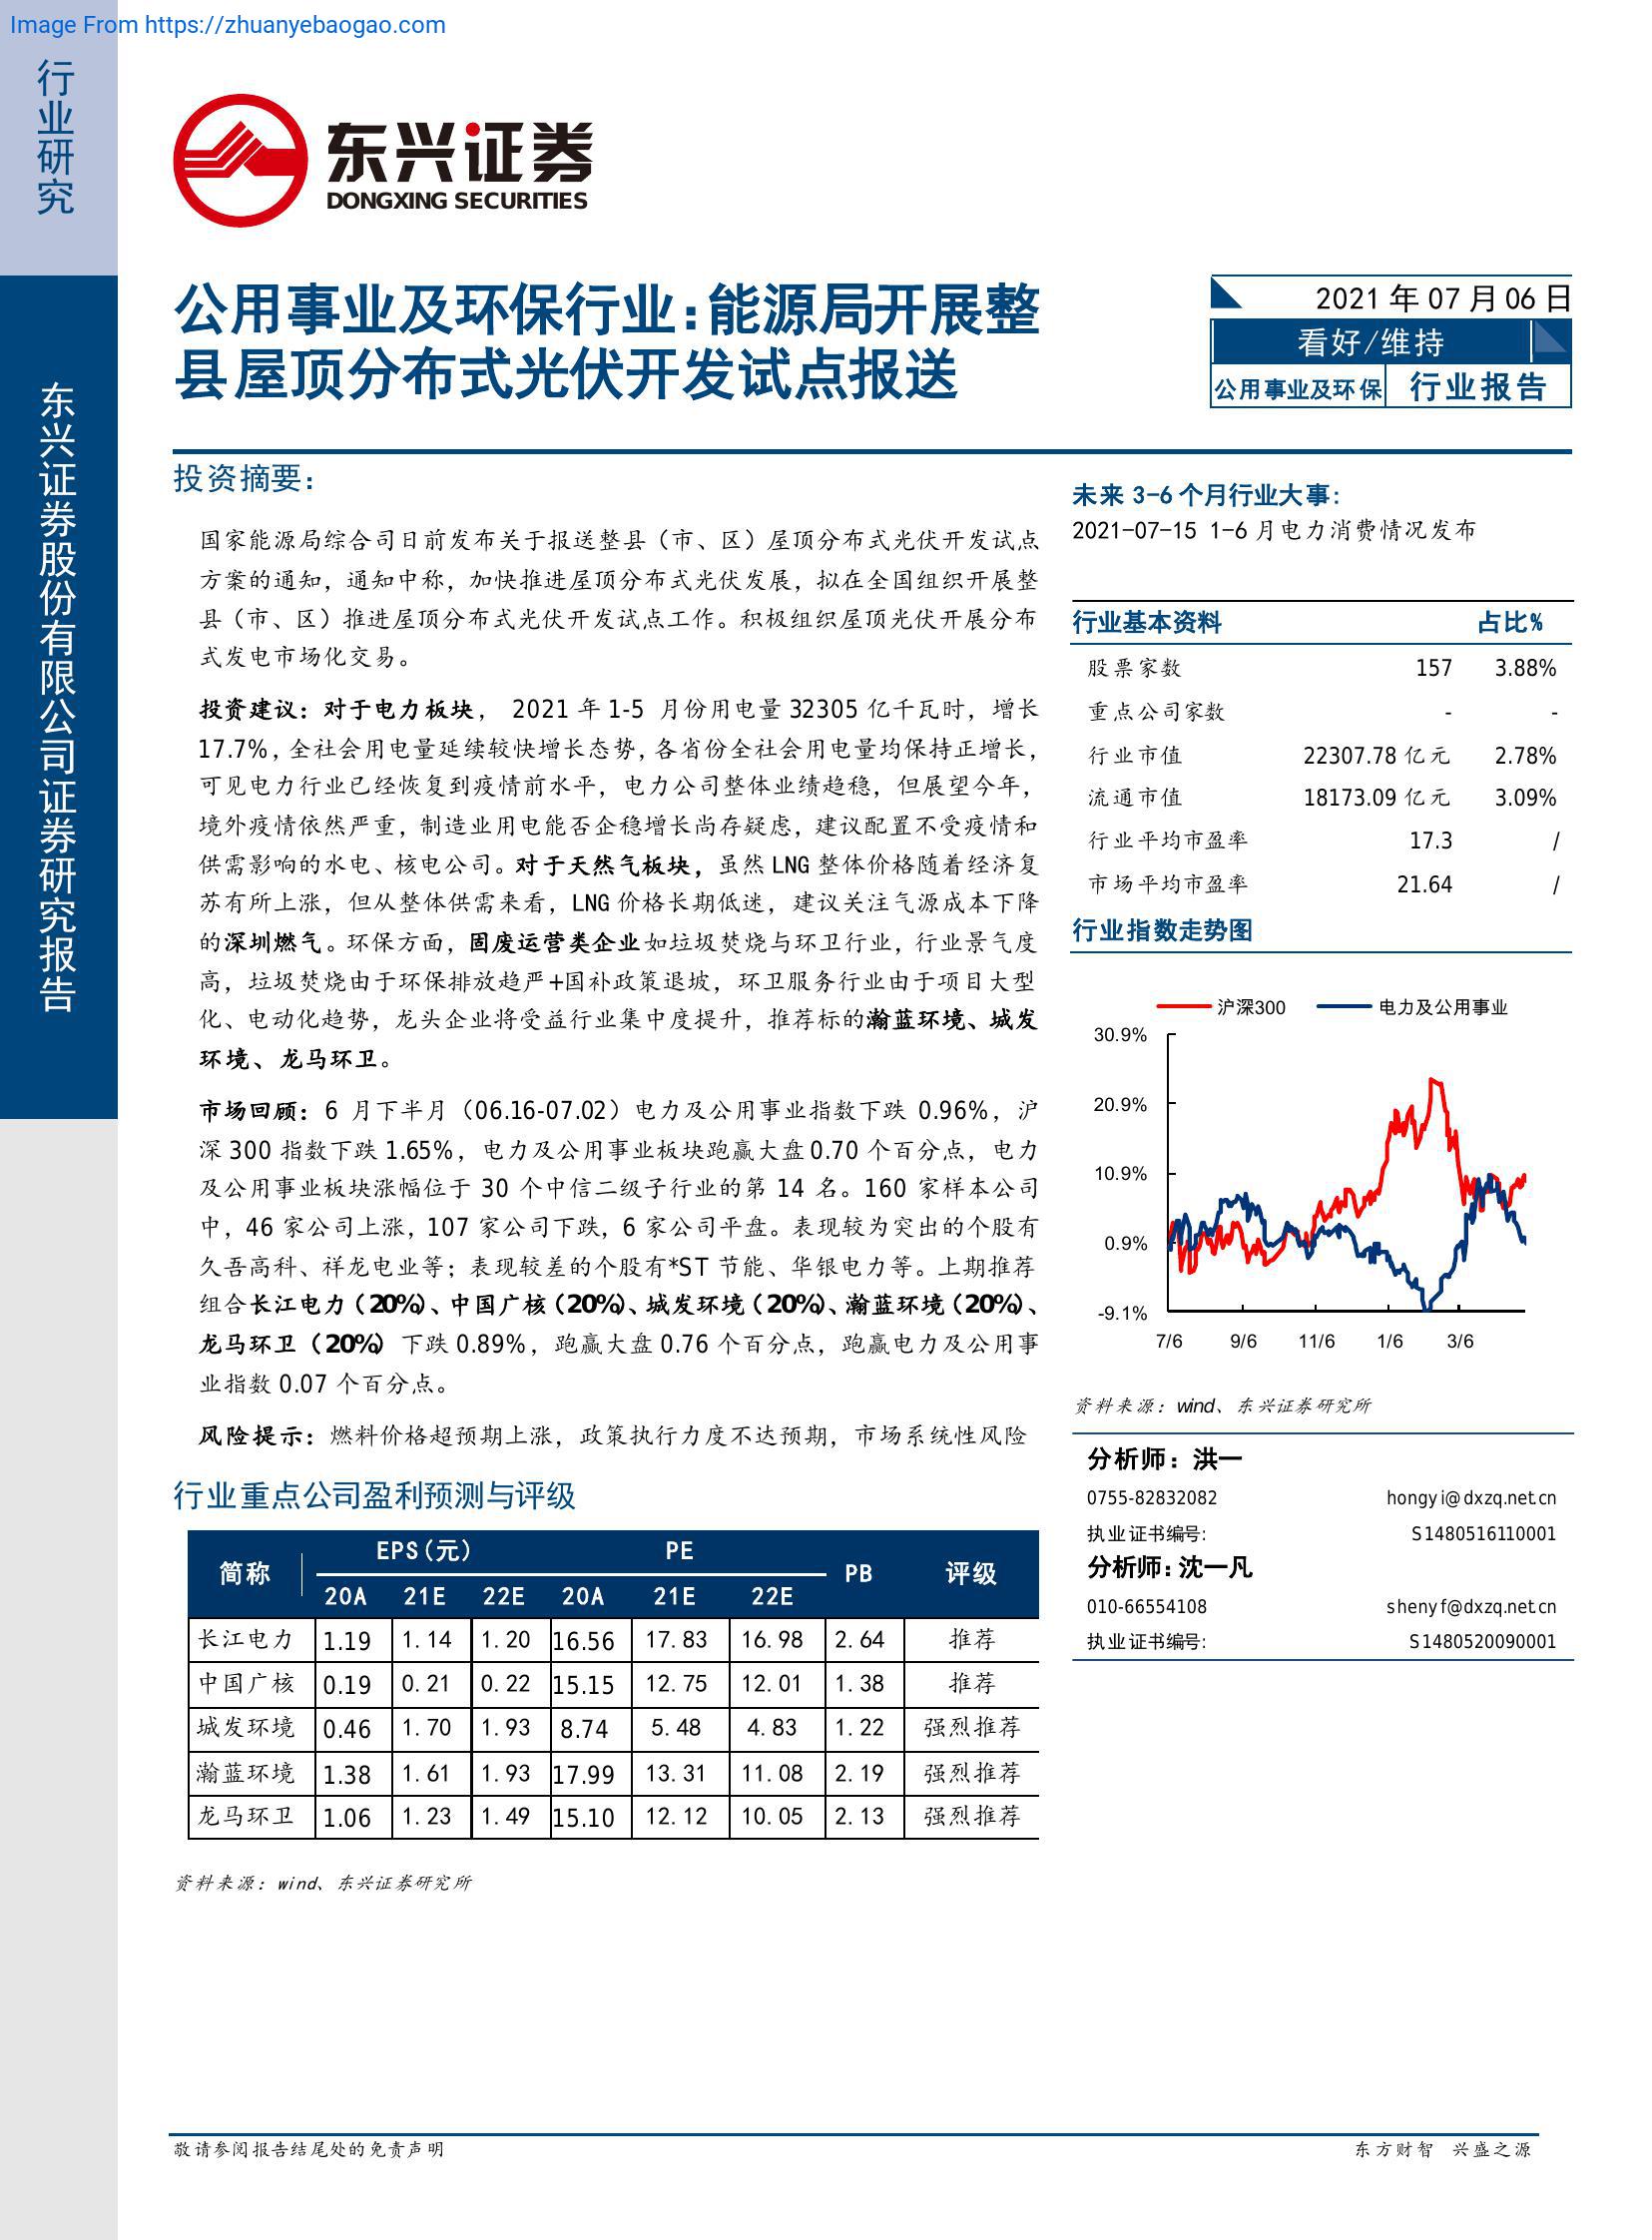 Image From https://zhuanyebaogao.com
行业研究
东兴证券股份有限公司证券研究报告
东兴证券
DONGXING SECURITIES
公用事业及环保行业：能源局开展整
县屋顶分布式光伏开发试点报送
2021 年 07 月 06 日
看好/维持
公用事业及环保 行业报告
投资摘要：
国家能源局综合司日前发布关于报送整县（市、区）屋顶分布式光伏开发试点
方案的通知，通知中称，加快推进屋顶分布式光伏发展，拟在全国组织开展整
县（市、区）推进屋顶分布式光伏开发试点工作。积极组织屋顶光伏开展分布
式发电市场化交易。
投资建议：对于电力板块， 2021 年 1-5 月份用电量 32305 亿千瓦时，增长
17.7%，全社会用电量延续较快增长态势，各省份全社会用电量均保持正增长，
可见电力行业已经恢复到疫情前水平，电力公司整体业绩趋稳，但展望今年，
境外疫情依然严重，制造业用电能否企稳增长尚存疑虑，建议配置不受疫情和
供需影响的水电、核电公司。对于天然气板块，虽然 LNG 整体价格随着经济复
苏有所上涨，但从整体供需来看，LNG 价格长期低迷，建议关注气源成本下降
的深圳燃气。环保方面，固废运营类企业如垃圾焚烧与环卫行业，行业景气度
高，垃圾焚烧由于环保排放趋严+国补政策退坡，环卫服务行业由于项目大型
化、电动化趋势，龙头企业将受益行业集中度提升，推荐标的瀚蓝环境、城发
环境、龙马环卫。
市场回顾：6 月下半月（06.16-07.02）电力及公用事业指数下跌 0.96%，沪
深 300 指数下跌 1.65%，电力及公用事业板块跑赢大盘 0.70 个百分点，电力
及公用事业板块涨幅位于 30 个中信二级子行业的第 14 名。160 家样本公司
中，46 家公司上涨，107 家公司下跌，6 家公司平盘。表现较为突出的个股有
久吾高科、祥龙电业等；表现较差的个股有*ST 节能、华银电力等。上期推荐
组合长江电力（20%）、中国广核（20%）、城发环境（20%）、瀚蓝环境（20%）、
龙马环卫（20%）下跌 0.89%，跑赢大盘 0.76 个百分点，跑赢电力及公用事
业指数 0.07 个百分点。
风险提示：燃料价格超预期上涨，政策执行力度不达预期，市场系统性风险
行业重点公司盈利预测与评级
简称 EPS(元) PE PB 评级
20A 21E 22E 20A 21E 22E
长江电力 1.19 1.14 1.20 16.56 17.83 16.98 2.64 推荐
中国广核 0.19 0.21 0.22 15.15 12.75 12.01 1.38 推荐
城发环境 0.46 1.70 1.93 8.74 5.48 4.83 1.22 强烈推荐
瀚蓝环境 1.38 1.61 1.93 17.99 13.31 11.08 2.19 强烈推荐
龙马环卫 1.06 1.23 1.49 15.10 12.12 10.05 2.13 强烈推荐
资料来源：wind、东兴证券研究所
未来 3-6 个月行业大事：
2021-07-15 1-6 月电力消费情况发布
行业基本资料 占比%
股票家数 157 3.88%
重点公司家数 - -
行业市值 22307.78 亿元 2.78%
流通市值 18173.09 亿元 3.09%
行业平均市盈率 17.3 /
市场平均市盈率 21.64 /
行业指数走势图
沪深300 电力及公用事业
30.9%
20.9%
10.9%
0.9%
-9.1%
7/6 9/6 11/6 1/6 3/6
资料来源：wind、东兴证券研究所
分析师：洪一
0755-82832082 hongyi@dxzq.net.cn
执业证书编号: S1480516110001
分析师：沈一凡
010-66554108 shenyf@dxzq.net.cn
执业证书编号: S1480520090001
敬请参阅报告结尾处的免责声明
东方财智 兴盛之源